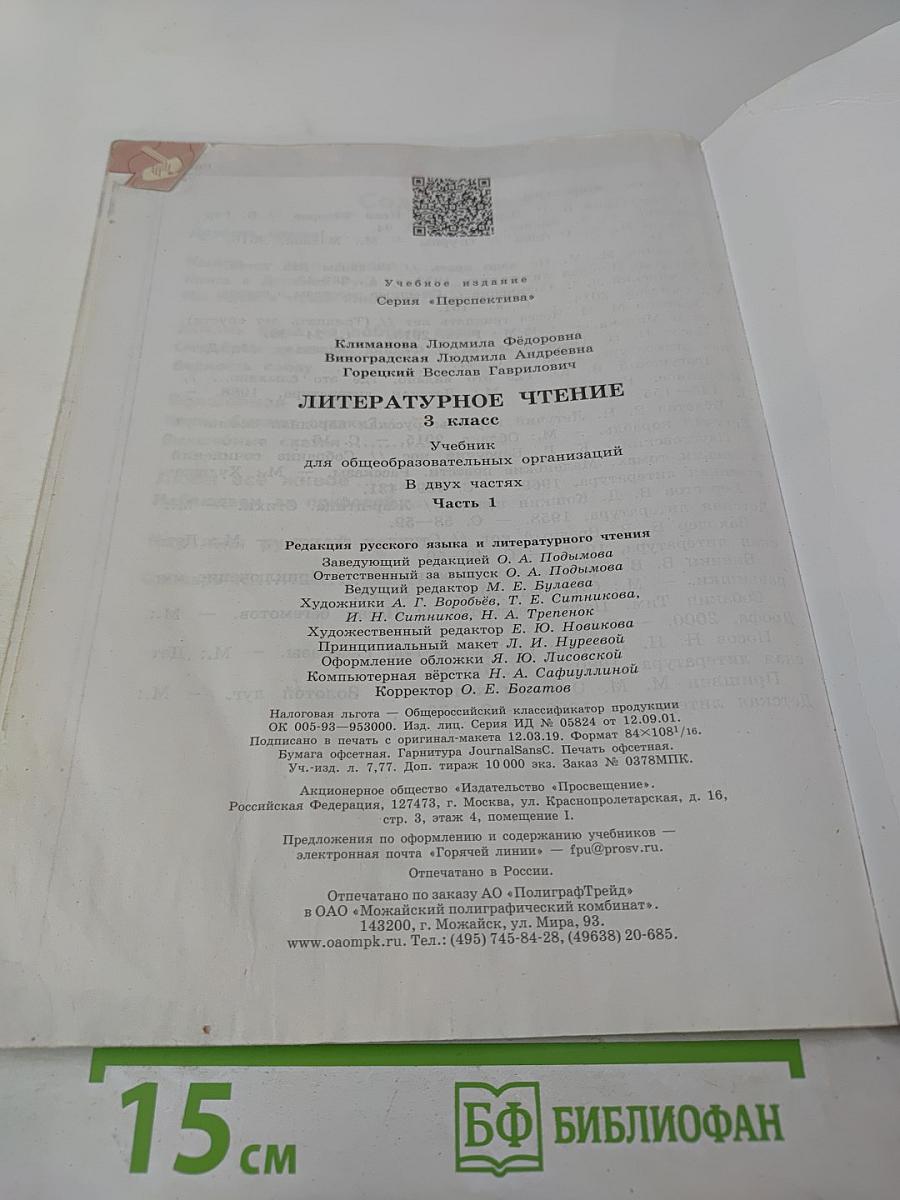 Учебное издание
Серия «Перспектива»
Климанова Людмила Фёдоровна
Виноградская Людмила Андреевна
Горецкий Всеслав Гаврилович
ЛИТЕРАТУРНОЕ ЧТЕНИЕ
3 класс
Учебник
для общеобразовательных организаций
В двух частях
Часть 1
Редакция русского языка и литературного чтения
Заведующий редакцией О. А. Подымова
Ответственный за выпуск О. А. Подымова
Ведущий редактор М. Е. Булаева
Художники А. Г. Воробьёв, Т. Е. Ситникова,
И. Н. Ситников, Н. А. Трепенок
Художественный редактор Е. Ю. Новикова
Принципиальный макет Л. И. Нуреевой
Оформление обложки Я. Ю. Лисовской
Компьютерная вёрстка Н. А. Сафиуллиной
Корректор О. Е. Богатов
Налоговая льгота — Общероссийский классификатор продукции
ОК 005-93—953000. Изд. лиц. Серия ИД № 05824 от 12.09.01.
Подписано в печать с оригинал-макета 12.03.19. Формат 84×108¹/₁₆.
Бумага офсетная. Гарнитура JournalSansC. Печать офсетная.
Уч.-изд. л. 7,77. Доп. тираж 10 000 экз. Заказ № 0378МПК.
Акционерное общество «Издательство «Просвещение».
Российская Федерация, 127473, г. Москва, ул. Краснопролетарская, д. 16,
стр. 3, этаж 4, помещение I.
Предложения по оформлению и содержанию учебников —
электронная почта «Горячей линии» — fpu@prosv.ru.
Отпечатано в России.
Отпечатано по заказу АО «ПолиграфТрейд»
в ОАО «Можайский полиграфический комбинат».
143200, г. Можайск, ул. Мира, 93.
www.oaompk.ru. Тел.: (495) 745-84-28, (49638) 20-685.
15 см
БФ БИБЛИОФАН